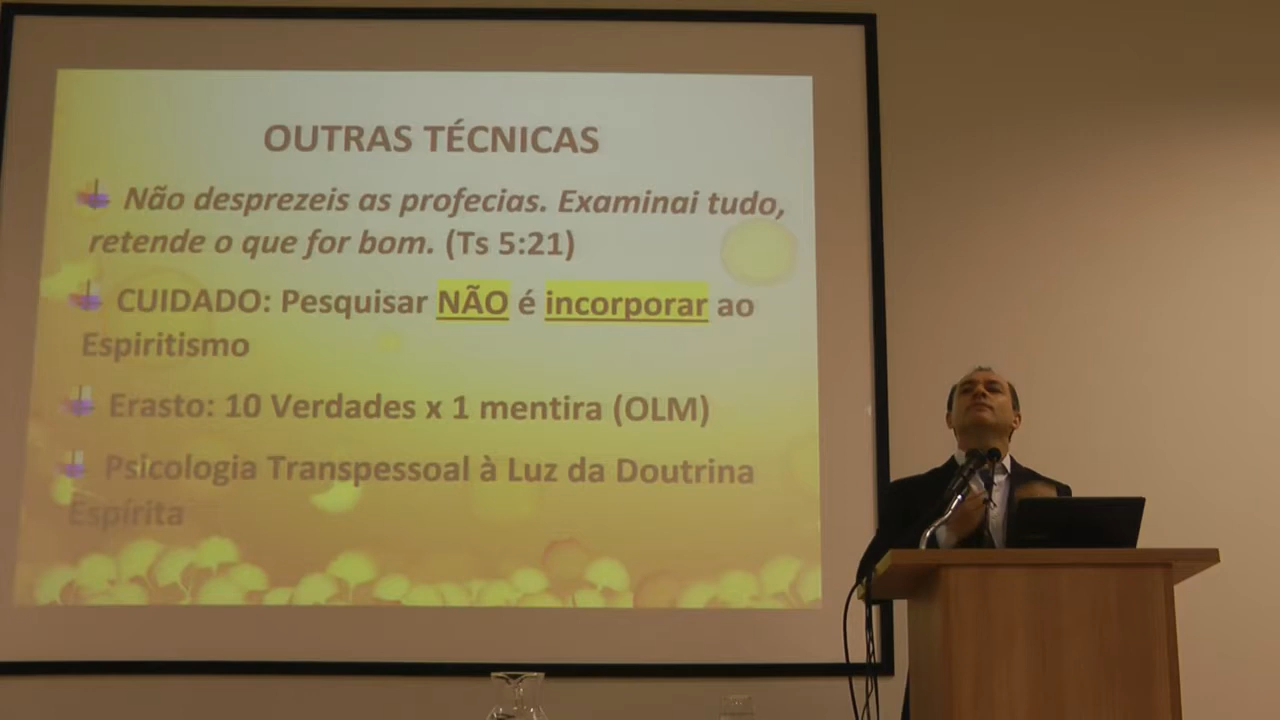 OUTRAS TÉCNICAS
Não desprezeis as profecias. Examinai tudo,
retende o que for bom. (Ts 5:21)
CUIDADO: Pesquisar NÃO é incorporar ao
Espiritismo
Erasto: 10 Verdades x 1 mentira (OLM)
Psicologia Transpessoal à Luz da Doutrina
Espírita